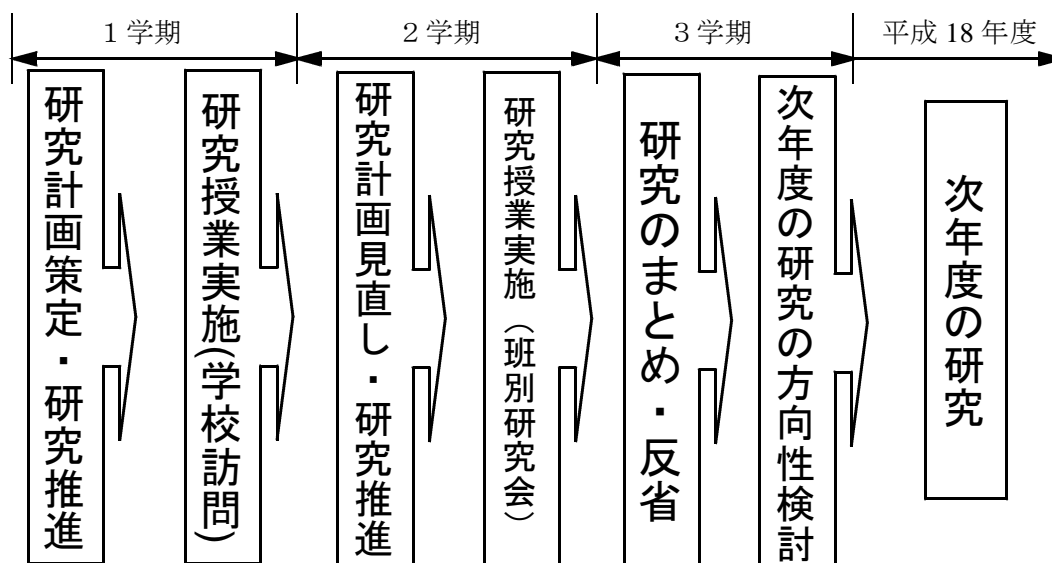 1学期
2学期
3学期
平成18年度
研究計画策定・研究推進
研究授業実施(学校訪問)
研究計画見直し・研究推進
研究授業実施(班別研究会)
研究のまとめ・反省
次年度の研究の方向性検討
次年度の研究